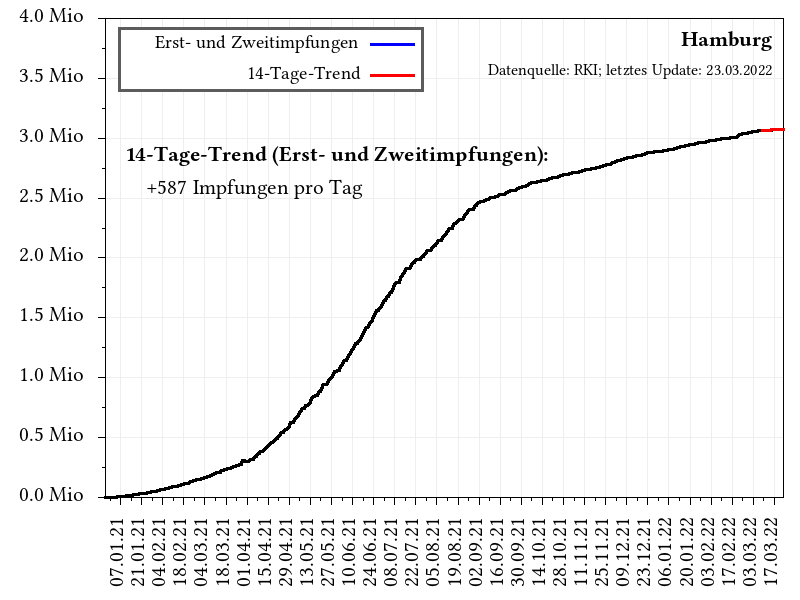 4.0 Mio
3.5 Mio
3.0 Mio
2.5 Mio
2.0 Mio
1.5 Mio
1.0 Mio
0.5 Mio
0.0 Mio
Erst- und Zweitimpfungen
14-Tage-Trend
Hamburg
Datenquelle: RKI; letztes Update: 23.03.2022
14-Tage-Trend (Erst- und Zweitimpfungen):
+587 Impfungen pro Tag
07.01.21
21.01.21
04.02.21
18.02.21
04.03.21
18.03.21
01.04.21
15.04.21
29.04.21
13.05.21
27.05.21
10.06.21
24.06.21
08.07.21
22.07.21
05.08.21
19.08.21
02.09.21
16.09.21
30.09.21
14.10.21
28.10.21
11.11.21
25.11.21
09.12.21
23.12.21
06.01.22
20.01.22
03.02.22
17.02.22
03.03.22
17.03.22